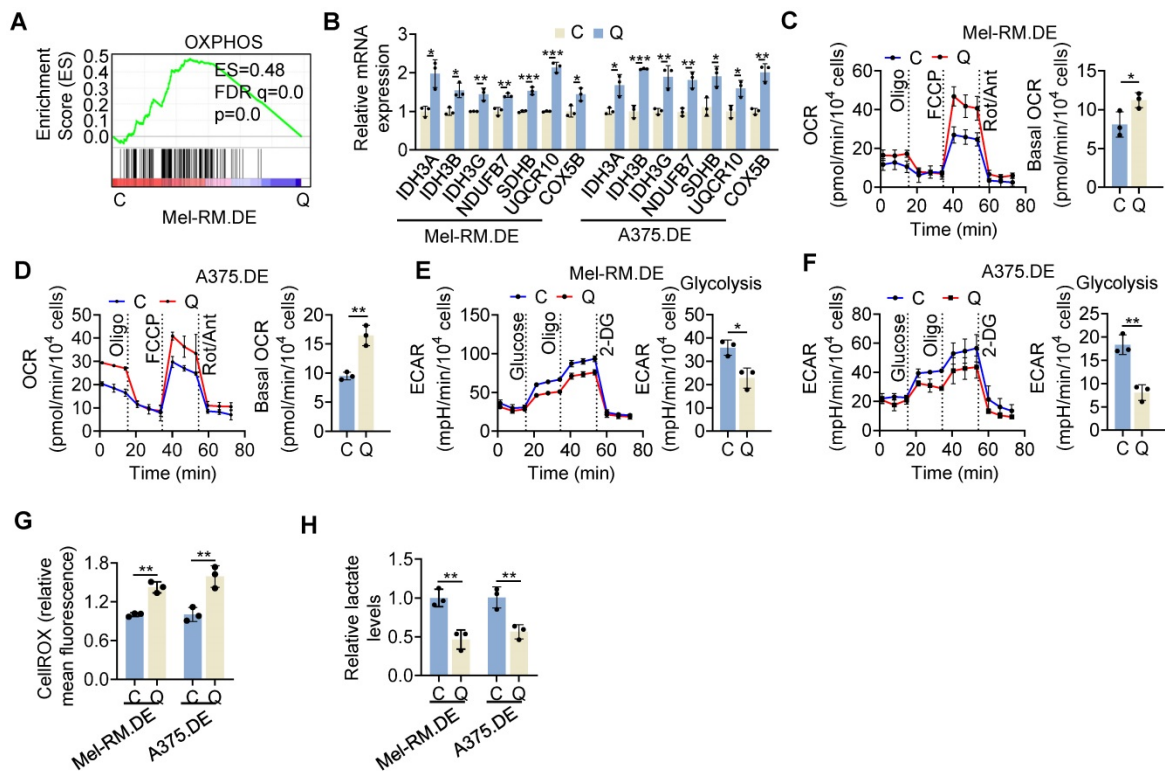 A
OXPHOS
Enrichment
Score (ES)
0.5
0.4
0.3
0.2
0.1
0.0
ES=0.48
FDR q=0.0
p=0.0
C
Q
Mel-RM.DE
B
C Q
Relative mRNA
expression
3
2
1
0
* * ** ** *** *** * * *** ** ** * * **
IDH3A
IDH3B
IDH3G
NDUFB7
SDHB
UQCR10
COX5B
IDH3A
IDH3B
IDH3G
NDUFB7
SDHB
UQCR10
COX5B
Mel-RM.DE
A375.DE
C
Mel-RM.DE
C Q
OCR
(pmol/min/10⁴ cells)
60
40
20
0
Oligo
FCCP
Rot/Ant
0 20 40 60 80
Time (min)
Basal OCR
(pmol/min/10⁴ cells)
15
10
5
0
*
C Q
D
A375.DE
C Q
OCR
(pmol/min/10⁴ cells)
50
40
30
20
10
0
Oligo
FCCP
Rot/Ant
0 20 40 60 80
Time (min)
Basal OCR
(pmol/min/10⁴ cells)
20
15
10
5
0
**
C Q
E
Mel-RM.DE
C Q
ECAR
(mpH/min/10⁴ cells)
150
100
50
0
Glucose
Oligo
2-DG
0 20 40 60 80
Time (min)
Glycolysis
ECAR
(mpH/min/10⁴ cells)
50
40
30
20
10
0
*
C Q
F
A375.DE
C Q
ECAR
(mpH/min/10⁴ cells)
80
60
40
20
0
Glucose
Oligo
2-DG
0 20 40 60 80
Time (min)
Glycolysis
ECAR
(mpH/min/10⁴ cells)
25
20
15
10
5
0
**
C Q
G
CellROX (relative
mean fluorescence)
1.8
1.2
0.6
0.0
** **
C Q C Q
Mel-RM.DE
A375.DE
H
Relative lactate
levels
1.5
1.0
0.5
0.0
** **
C Q C Q
Mel-RM.DE
A375.DE